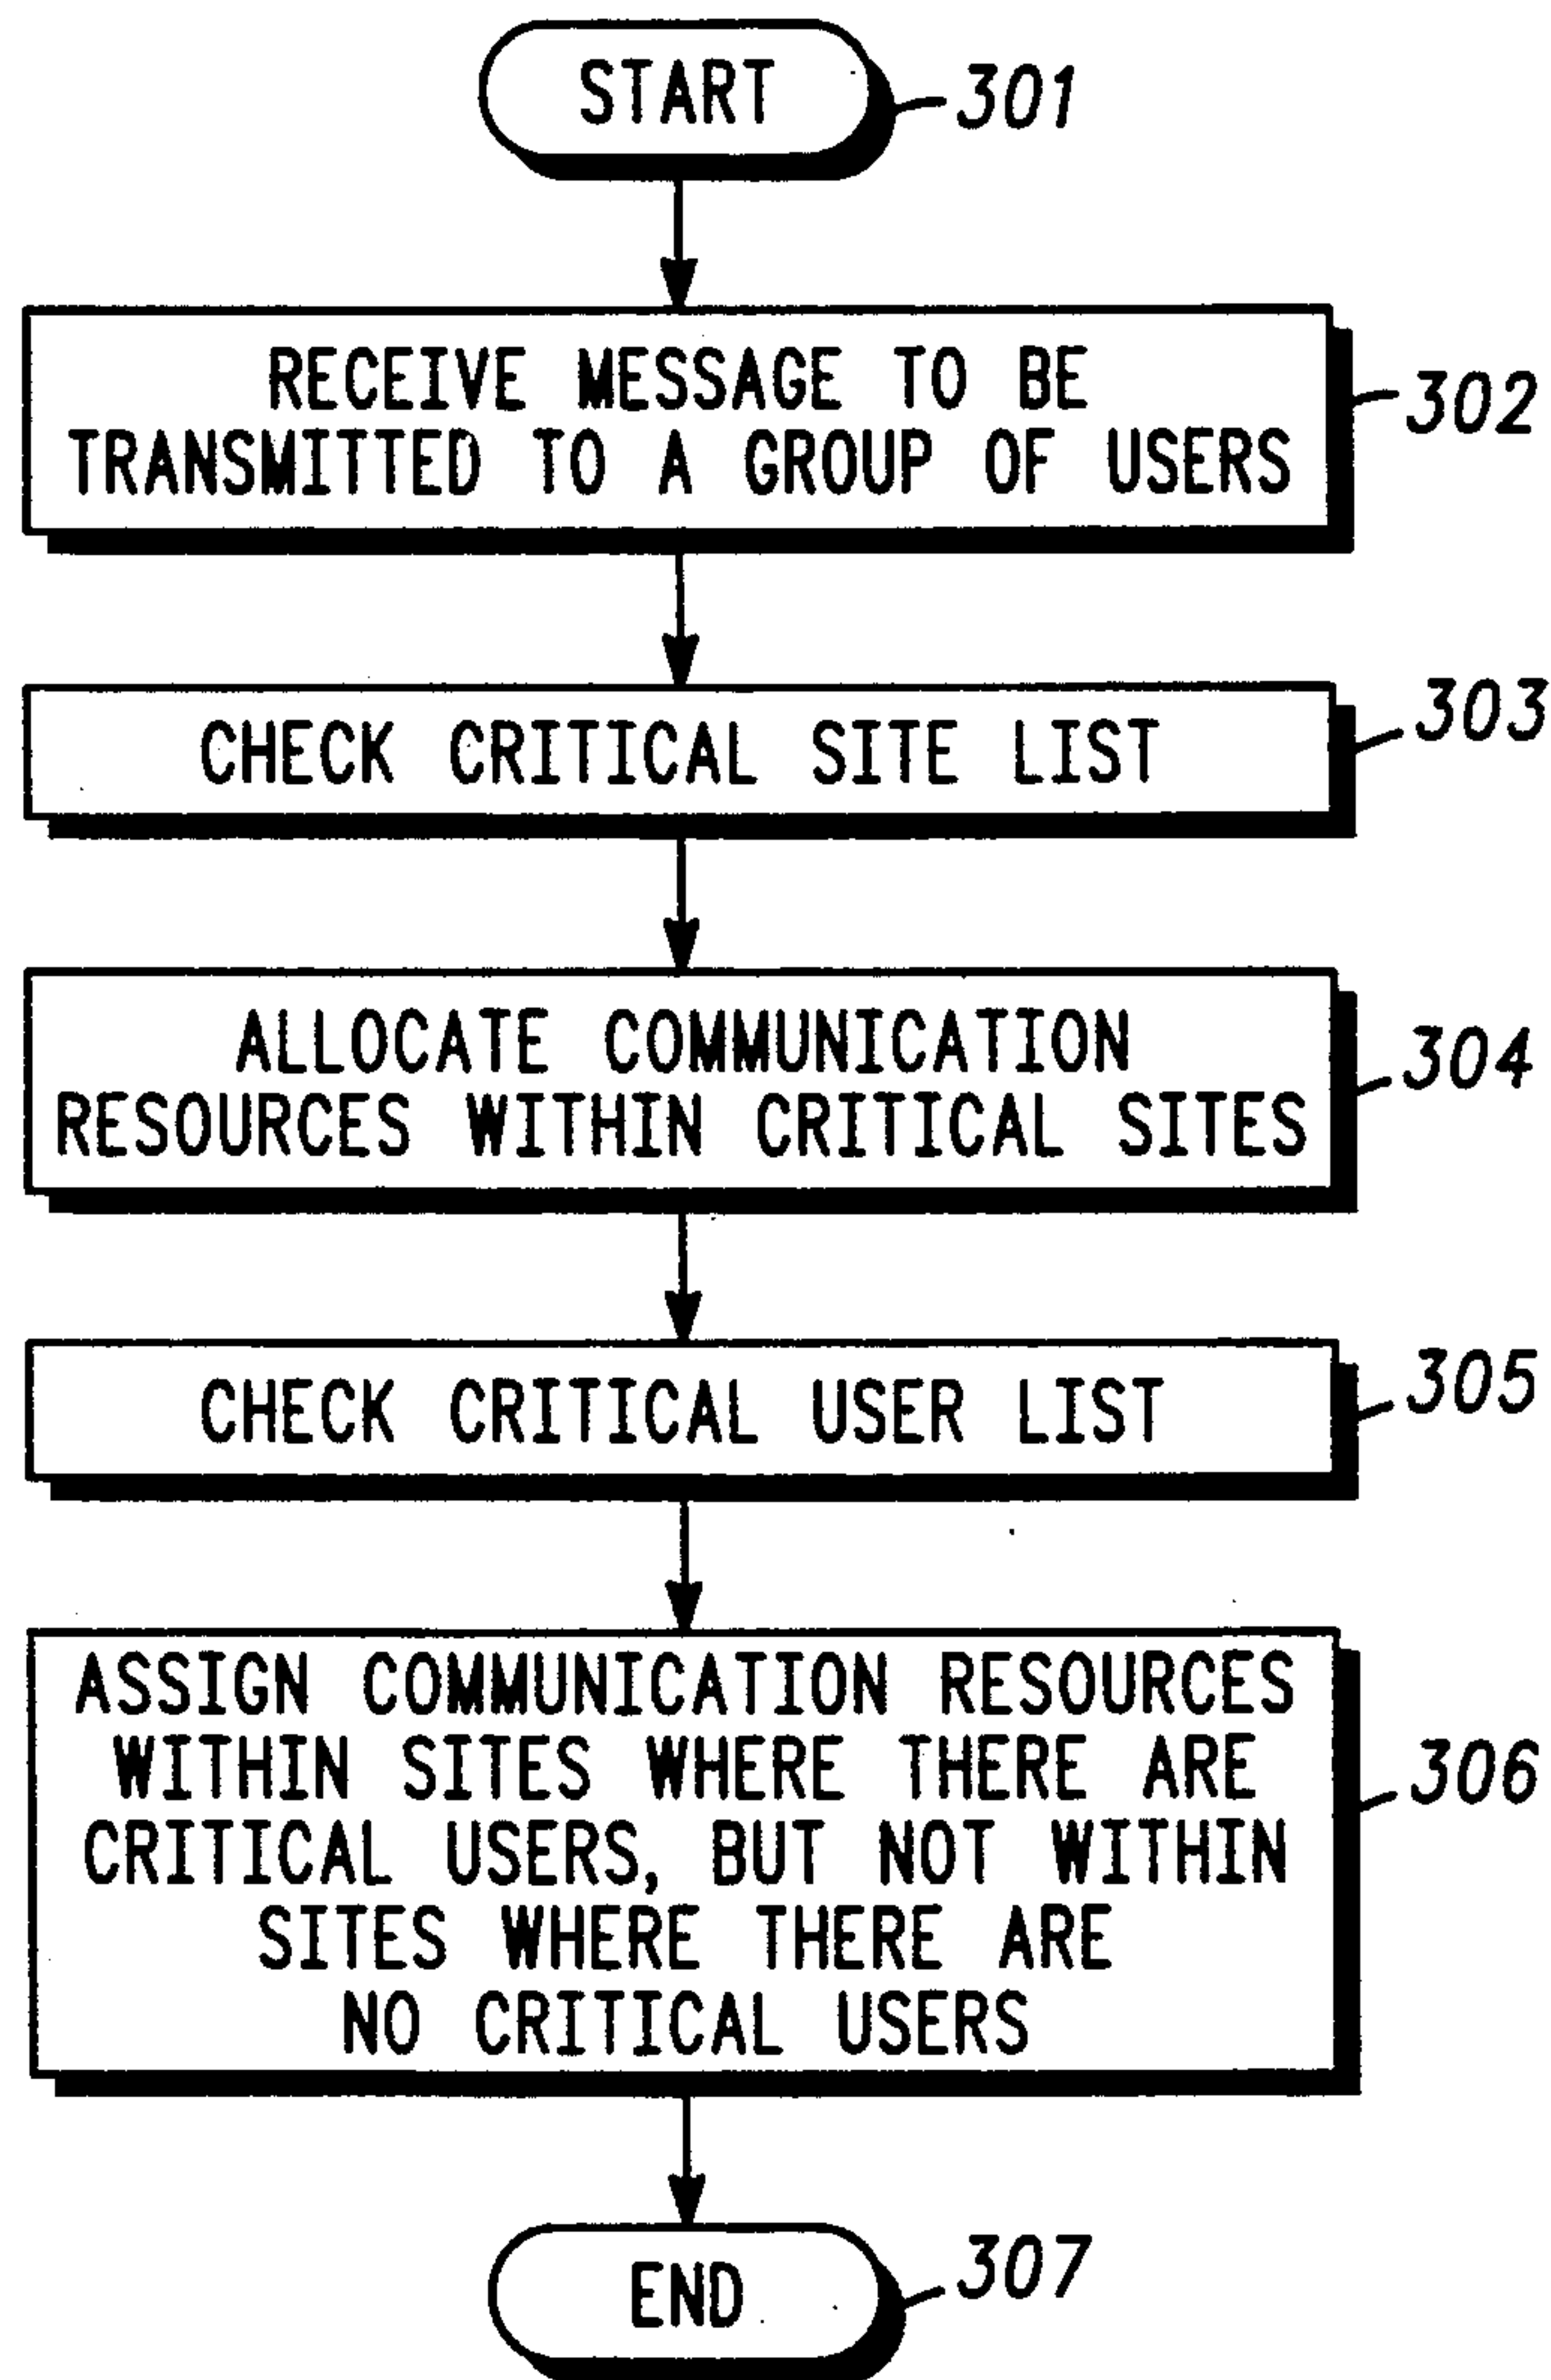 START
301
RECEIVE MESSAGE TO BE
TRANSMITTED TO A GROUP OF USERS
302
CHECK CRITICAL SITE LIST
303
ALLOCATE COMMUNICATION
RESOURCES WITHIN CRITICAL SITES
304
CHECK CRITICAL USER LIST
305
ASSIGN COMMUNICATION RESOURCES
WITHIN SITES WHERE THERE ARE
CRITICAL USERS, BUT NOT WITHIN
SITES WHERE THERE ARE
NO CRITICAL USERS
306
END
307